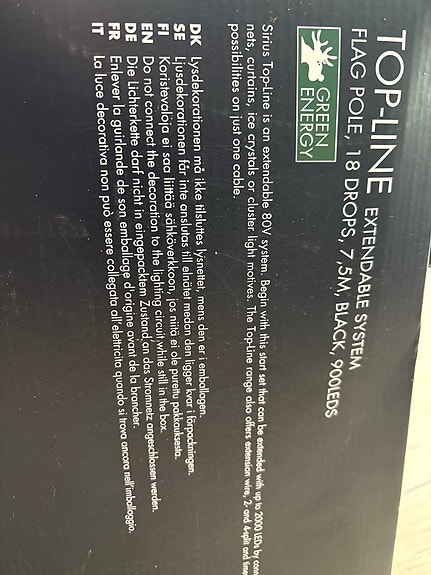 TOP-LINE EXTENDABLE SYSTEM
FLAG POLE, 18 DROPS, 7,5M, BLACK, 900LEDS
GREEN
ENERGY
Sirius Top-Line is an extendable 80V system. Begin with this start set that can be extended with up to 2000 LEDs by
nets, curtains, ice crystals or cluster light motives. The Top-Line range also offers extension wire, 2- and 4-split and
possibilities on just one cable.
DK Lysdekorationen må ikke tilsluttes lysnettet, mens den er i emballagen.
SE Ljusdekorationen får inte anslutas till elnätet medan den ligger kvar i förpackningen.
FI Koristevaloja ei saa liittää sähköverkkoon, jos niitä ei ole purettu pakkauksesta.
EN Do not connect the decoration to the lighting circuit while still in the box.
DE Die Lichterkette darf nicht in eingepacktem Zustand an das Stromnetz angeschlossen werden.
FR Enlever la guirlande de son emballage d'origine avant de la brancher.
IT La luce decorativa non può essere collegata all'elettricita quando si trova ancora nell'imballaggio.